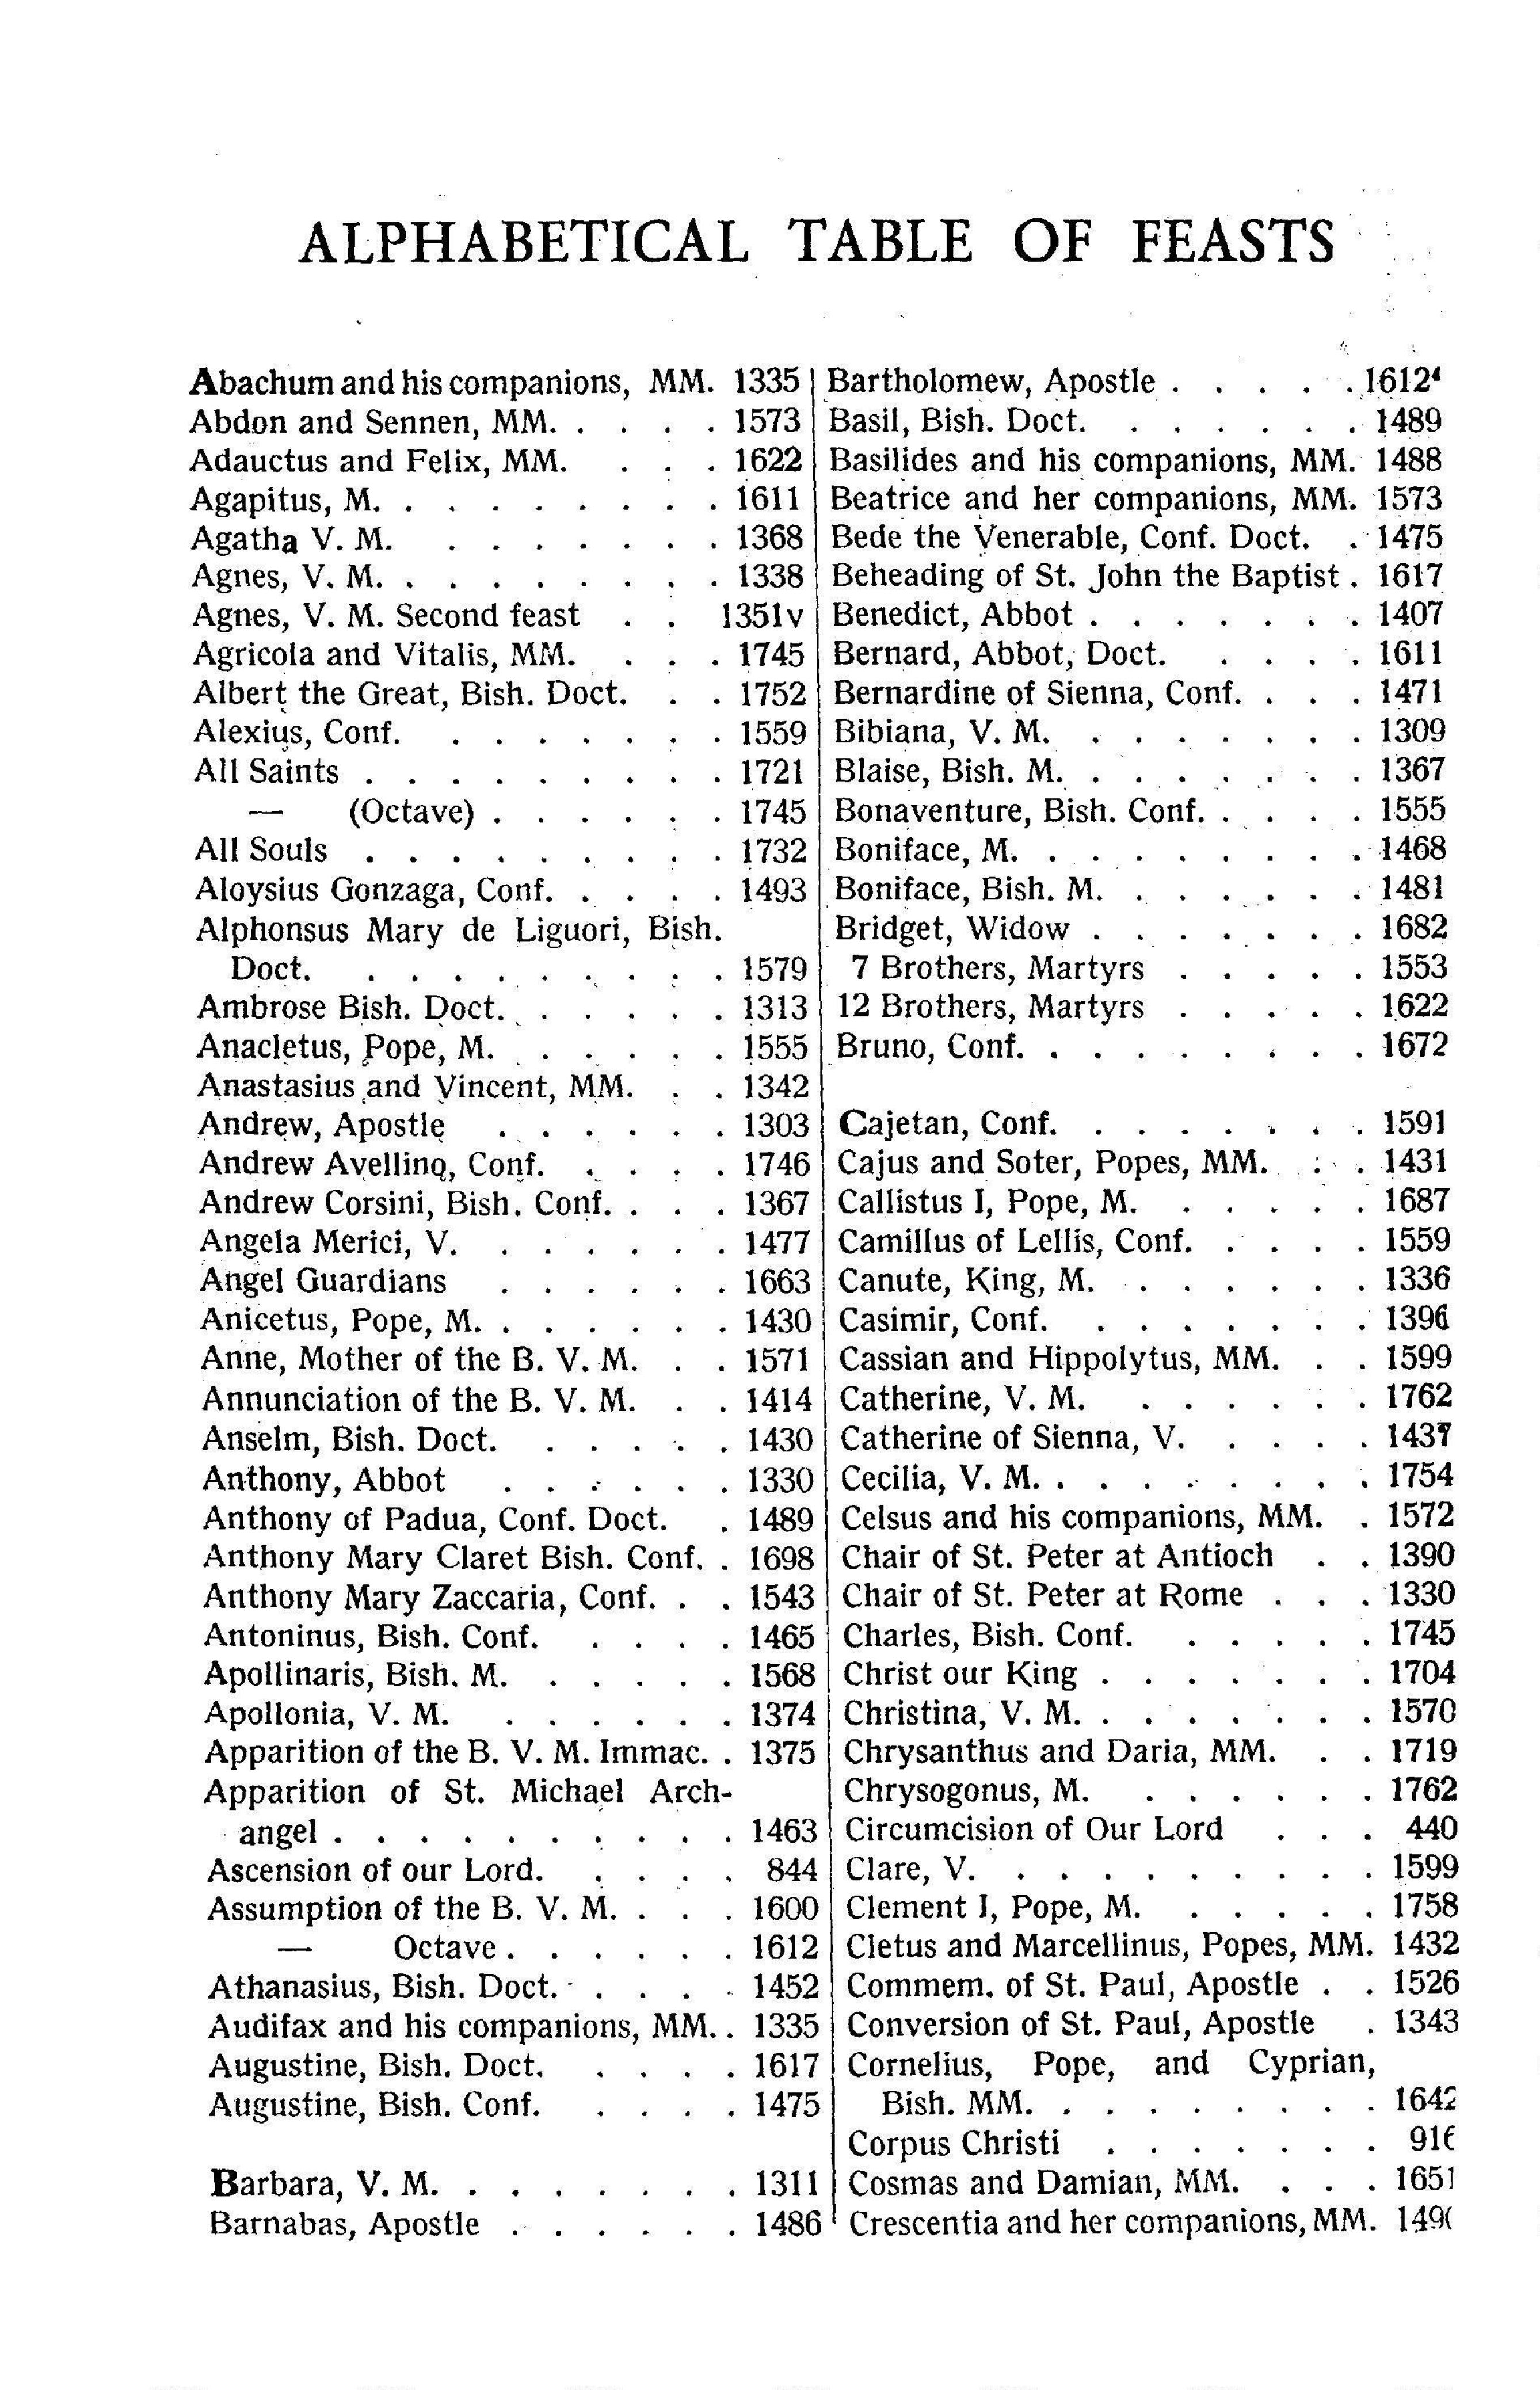 ALPHABETICAL TABLE OF FEASTS
Abachum and his companions, MM. 1335
Abdon and Sennen, MM. . . . . 1573
Adauctus and Felix, MM. . . . 1622
Agapitus, M. . . . . . . . . 1611
Agatha V. M. . . . . . . . 1368
Agnes, V. M. . . . . . . . . 1338
Agnes, V. M. Second feast . . 1351v
Agricola and Vitalis, MM. . . . 1745
Albert the Great, Bish. Doct. . . 1752
Alexius, Conf. . . . . . . . 1559
All Saints . . . . . . . . . 1721
— (Octave) . . . . . . 1745
All Souls . . . . . . . . . 1732
Aloysius Gonzaga, Conf. . . . . 1493
Alphonsus Mary de Liguori, Bish.
Doct. . . . . . . . . . 1579
Ambrose Bish. Doct. . . . . . 1313
Anacletus, Pope, M. . . . . . 1555
Anastasius and Vincent, MM. . . 1342
Andrew, Apostle . . . . . . 1303
Andrew Avellino, Conf. . . . . 1746
Andrew Corsini, Bish. Conf. . . . 1367
Angela Merici, V. . . . . . . 1477
Angel Guardians . . . . . . 1663
Anicetus, Pope, M. . . . . . . 1430
Anne, Mother of the B. V. M. . . 1571
Annunciation of the B. V. M. . . 1414
Anselm, Bish. Doct. . . . . . 1430
Anthony, Abbot . . . . . . 1330
Anthony of Padua, Conf. Doct. . 1489
Anthony Mary Claret Bish. Conf. . 1698
Anthony Mary Zaccaria, Conf. . . 1543
Antoninus, Bish. Conf. . . . . 1465
Apollinaris, Bish. M. . . . . . 1568
Apollonia, V. M. . . . . . . 1374
Apparition of the B. V. M. Immac. . 1375
Apparition of St. Michael Arch-
angel . . . . . . . . . . 1463
Ascension of our Lord. . . . . 844
Assumption of the B. V. M. . . . 1600
— Octave . . . . . . 1612
Athanasius, Bish. Doct. . . . . 1452
Audifax and his companions, MM. . 1335
Augustine, Bish. Doct. . . . . 1617
Augustine, Bish. Conf. . . . . 1475
Barbara, V. M. . . . . . . . 1311
Barnabas, Apostle . . . . . . 1486
Bartholomew, Apostle . . . . . 1612⁴
Basil, Bish. Doct. . . . . . . 1489
Basilides and his companions, MM. 1488
Beatrice and her companions, MM. 1573
Bede the Venerable, Conf. Doct. . 1475
Beheading of St. John the Baptist . 1617
Benedict, Abbot . . . . . . . 1407
Bernard, Abbot, Doct. . . . . 1611
Bernardine of Sienna, Conf. . . . 1471
Bibiana, V. M. . . . . . . . 1309
Blaise, Bish. M. . . . . . . . 1367
Bonaventure, Bish. Conf. . . . . 1555
Boniface, M. . . . . . . . . 1468
Boniface, Bish. M. . . . . . . 1481
Bridget, Widow . . . . . . . 1682
7 Brothers, Martyrs . . . . . 1553
12 Brothers, Martyrs . . . . . 1622
Bruno, Conf. . . . . . . . . 1672
Cajetan, Conf. . . . . . . . 1591
Cajus and Soter, Popes, MM. . . 1431
Callistus I, Pope, M. . . . . . 1687
Camillus of Lellis, Conf. . . . . 1559
Canute, King, M. . . . . . . 1336
Casimir, Conf. . . . . . . . 1396
Cassian and Hippolytus, MM. . . 1599
Catherine, V. M. . . . . . . 1762
Catherine of Sienna, V. . . . . 1437
Cecilia, V. M. . . . . . . . . 1754
Celsus and his companions, MM. . 1572
Chair of St. Peter at Antioch . . 1390
Chair of St. Peter at Rome . . . 1330
Charles, Bish. Conf. . . . . . 1745
Christ our King . . . . . . . 1704
Christina, V. M. . . . . . . . 1570
Chrysanthus and Daria, MM. . . 1719
Chrysogonus, M. . . . . . . 1762
Circumcision of Our Lord . . . 440
Clare, V. . . . . . . . . . 1599
Clement I, Pope, M. . . . . . 1758
Cletus and Marcellinus, Popes, MM. 1432
Commem. of St. Paul, Apostle . . 1526
Conversion of St. Paul, Apostle . 1343
Cornelius, Pope, and Cyprian,
Bish. MM. . . . . . . . . 1642
Corpus Christi . . . . . . .
Cosmas and Damian, MM. . . . 1651
Crescentia and her companions, MM.